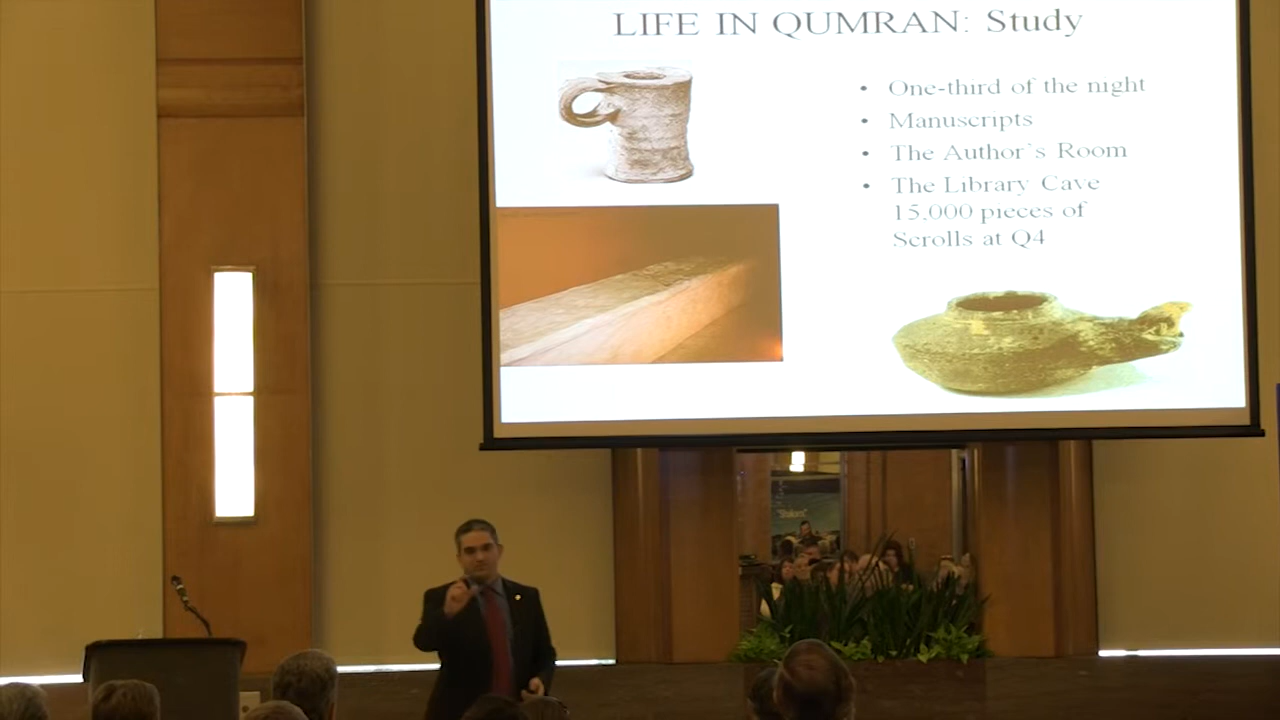 LIFE IN QUMRAN: Study
• One-third of the night
• Manuscripts
• The Author's Room
• The Library Cave
15,000 pieces of
Scrolls at Q4